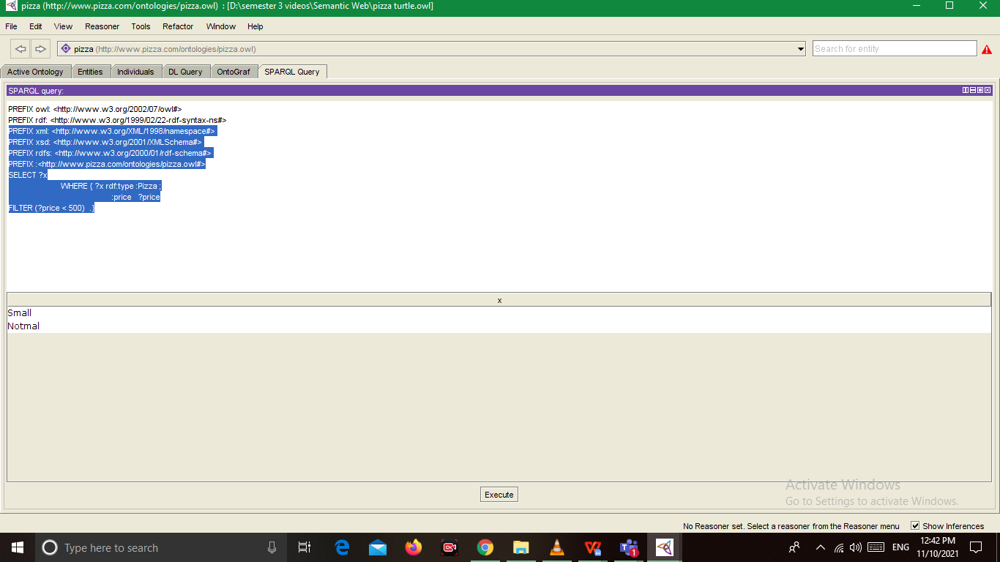 pizza (http://www.pizza.com/ontologies/pizza.owl) : [D:\semester 3 videos\Semantic Web\pizza turtle.owl]
File Edit View Reasoner Tools Refactor Window Help
pizza (http://www.pizza.com/ontologies/pizza.owl)
Search for entity
Active Ontology Entities Individuals DL Query OntoGraf SPARQL Query
SPARQL query:
PREFIX owl: <http://www.w3.org/2002/07/owl#>
PREFIX rdf: <http://www.w3.org/1999/02/22-rdf-syntax-ns#>
PREFIX xml: <http://www.w3.org/XML/1998/namespace#>
PREFIX xsd: <http://www.w3.org/2001/XMLSchema#>
PREFIX rdfs: <http://www.w3.org/2000/01/rdf-schema#>
PREFIX :<http://www.pizza.com/ontologies/pizza.owl#>
SELECT ?x
WHERE { ?x rdf:type :Pizza ;
:price ?price
FILTER (?price < 500) .}
x
Small
Notmal
Execute
Activate Windows
Go to Settings to activate Windows.
No Reasoner set. Select a reasoner from the Reasoner menu Show Inferences
Type here to search
1
ENG
12:42 PM
11/10/2021